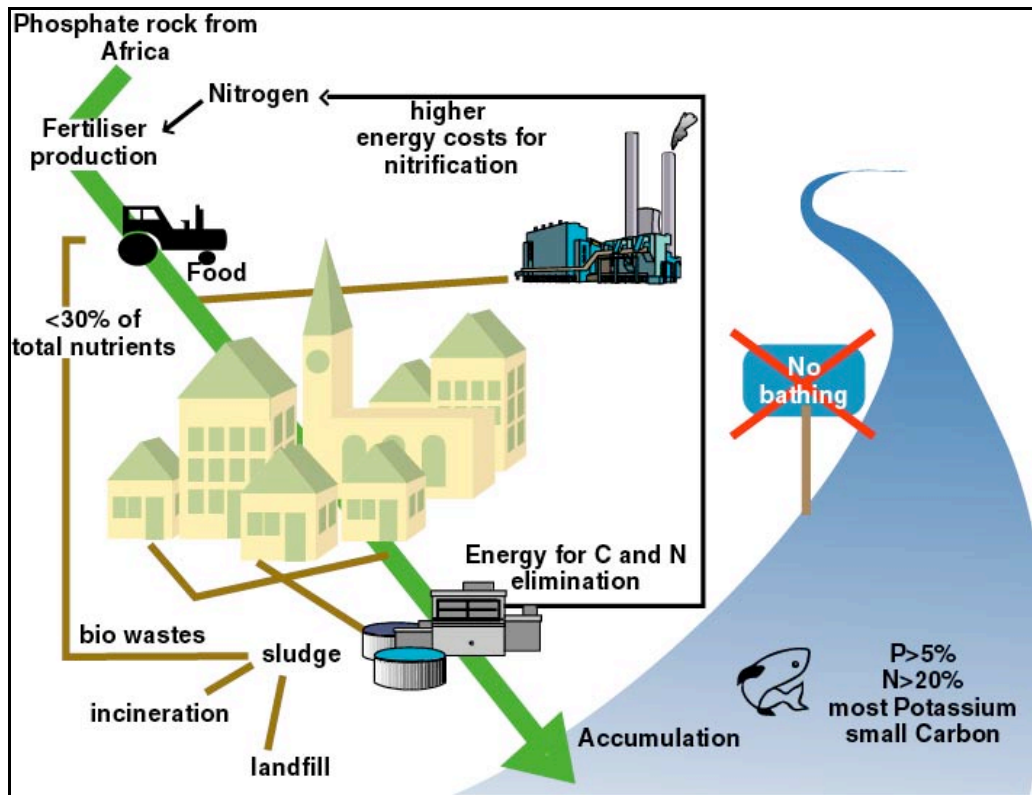 Phosphate rock from
Africa
Nitrogen
higher
energy costs for
nitrification
Fertiliser
production
Food
<30% of
total nutrients
No
bathing
Energy for C and N
elimination
bio wastes
sludge
incineration
landfill
Accumulation
P>5%
N>20%
most Potassium
small Carbon